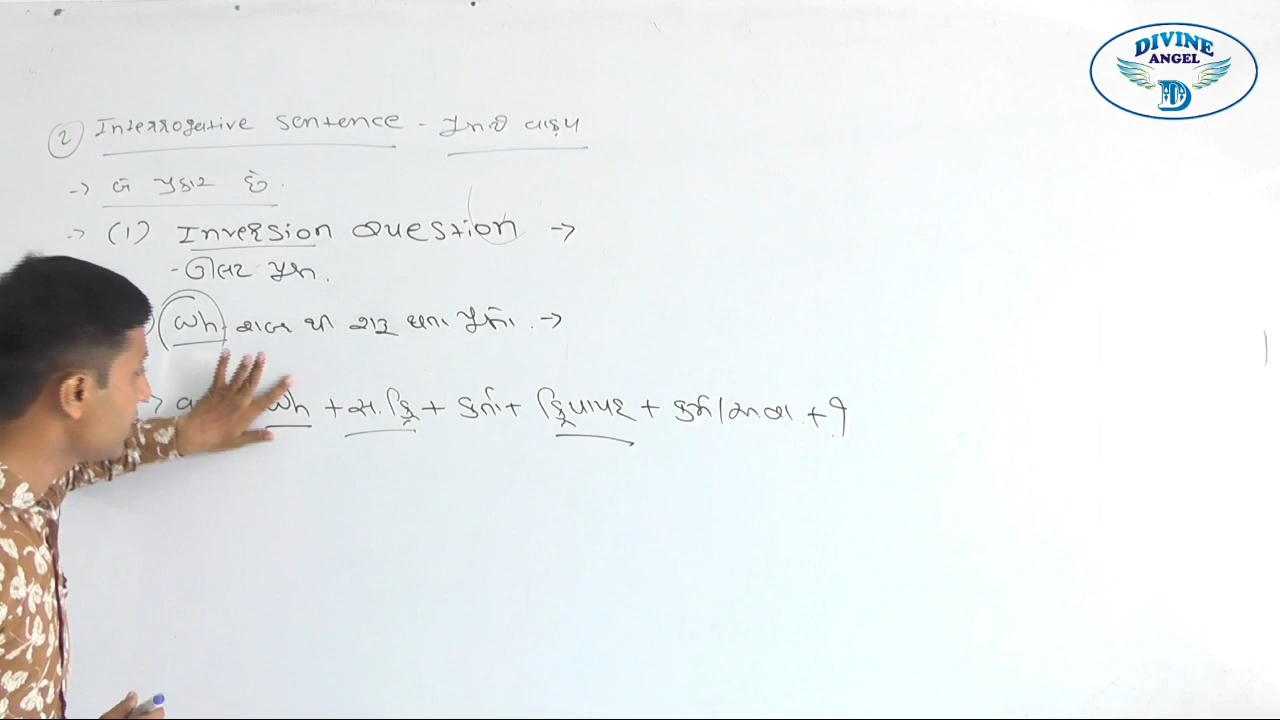 DIVINE
ANGEL
D
(2) Interrogative sentence - પ્રશ્નાર્થ વાક્ય
-> બે પ્રકાર છે.
-> (1) Inversion Question ->
- ઉલટ પ્રશ્ન.
Wh શબ્દ થી શરૂ થતા પ્રશ્નો. ->
Wh + સ. ક્રિ + કર્તા + ક્રિયાપદ + કર્મ/અ.વ્ય. + ?